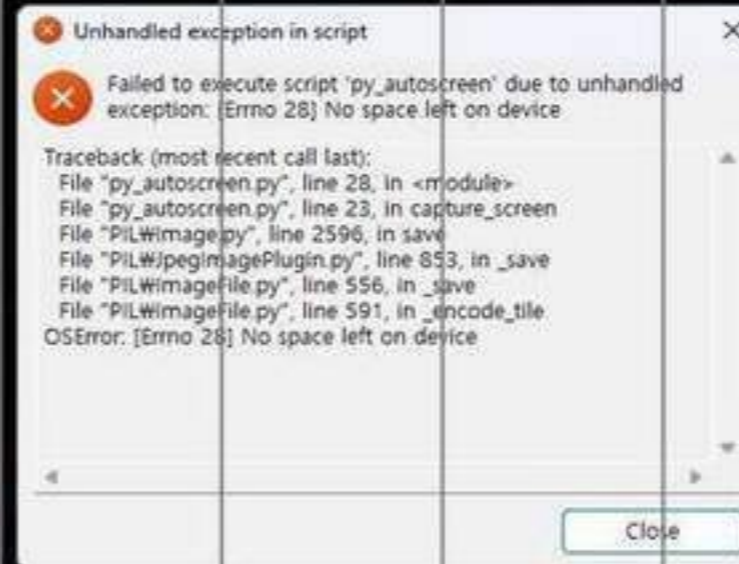 Unhandled exception in script
Failed to execute script 'py_autoscreen' due to unhandled
exception: [Errno 28] No space left on device
Traceback (most recent call last):
File "py_autoscreen.py", line 28, in <module>
File "py_autoscreen.py", line 23, in capture_screen
File "PIL₩Image.py", line 2596, in save
File "PIL₩JpegImagePlugin.py", line 853, in _save
File "PIL₩ImageFile.py", line 556, in _save
File "PIL₩ImageFile.py", line 591, in _encode_tile
OSError: [Errno 28] No space left on device
Close